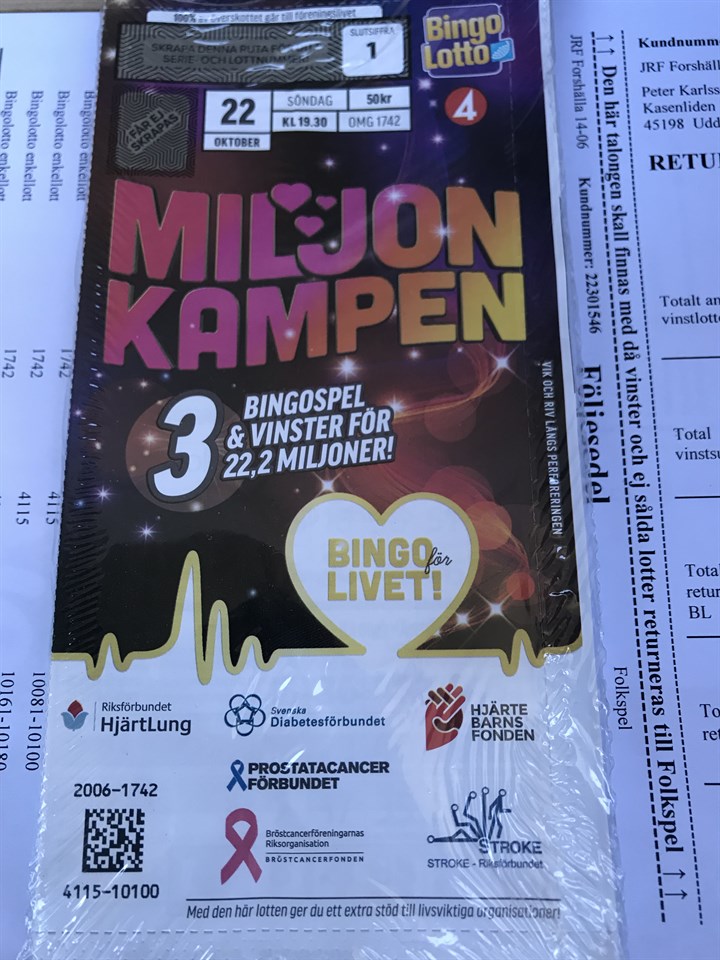 100% av överskottet går till föreningslivet
SKRAPA DENNA RUTA FÖR
SERIE- OCH LOTTNUMMER
SLUTSIFFRA
1
Bingo
Lotto
FÅR EJ
SKRAPAS
22
OKTOBER
SÖNDAG
50kr
KL 19.30
OMG 1742
4
MILJON
KAMPEN
3 BINGOSPEL
& VINSTER FÖR
22,2 MILJONER!
BINGO för
LIVET!
VIK OCH RIV LÄNGS PERFORERINGEN
Riksförbundet
HjärtLung
Svenska
Diabetesförbundet
HJÄRTE
BARNS
FONDEN
PROSTATACANCER
FÖRBUNDET
2006-1742
4115-10100
Bröstcancerföreningarnas
Riksorganisation
BRÖSTCANCERFONDEN
STROKE
STROKE - Riksförbundet
Med den här lotten ger du ett extra stöd till livsviktiga organisationer!
Bingolotto enkellott
Bingolotto enkellott
Bingolotto enkellott
Bingolotto enkellott
1742
1742
1742
4115
4115
10081-10100
10161-10180
JRF Forshälla 14-06
Kundnummer: 22301546
Följesedel
Folkspel
↑↑ Den här talongen skall finnas med då vinster och ej sålda lotter returneras till Folkspel ↑↑
Kundnumm
JRF Forshäll
Peter Karlss
Kasenliden
45198 Udd
RETU
Totalt an
vinstlotte
Total
vinstsu
Tota
retur
BL
To
ret